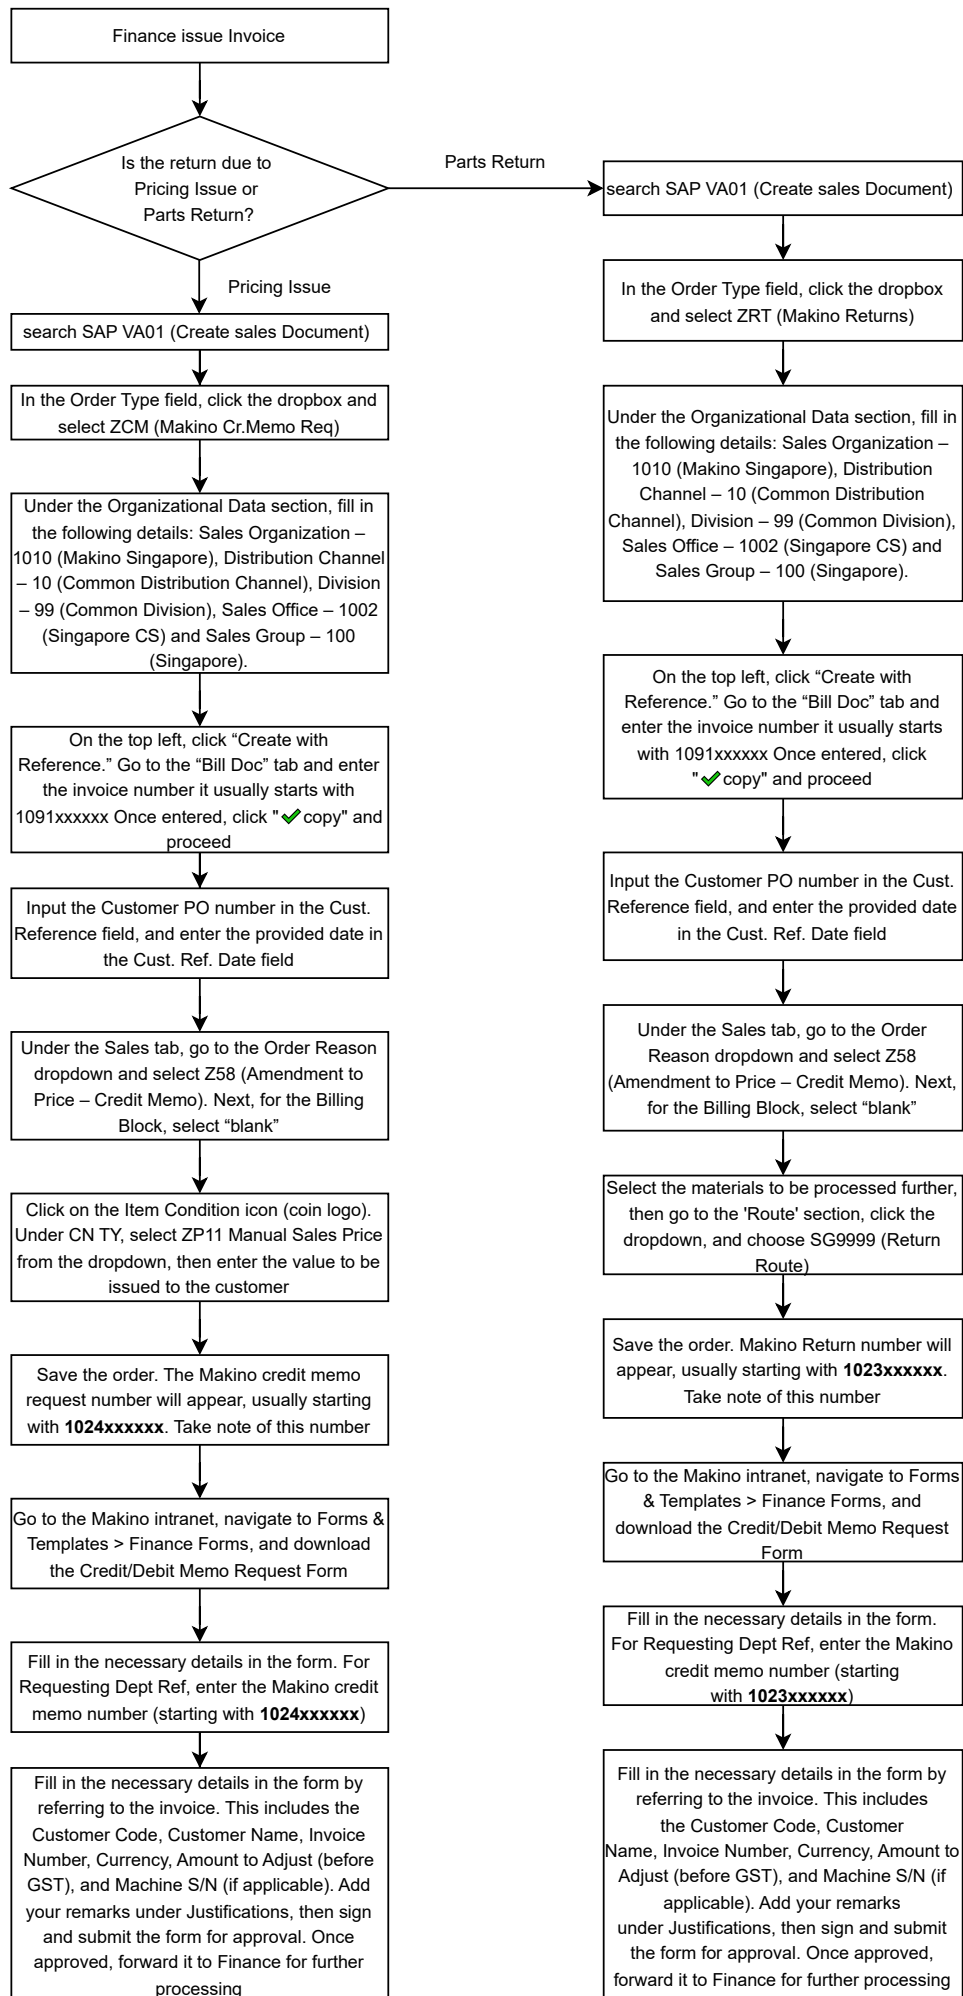 Finance issue Invoice
Is the return due to
Pricing Issue or
Parts Return?
Parts Return
Pricing Issue
search SAP VA01 (Create sales Document)
In the Order Type field, click the dropbox and
select ZCM (Makino Cr.Memo Req)
Under the Organizational Data section, fill in
the following details: Sales Organization –
1010 (Makino Singapore), Distribution Channel
– 10 (Common Distribution Channel), Division
– 99 (Common Division), Sales Office – 1002
(Singapore CS) and Sales Group – 100
(Singapore).
On the top left, click “Create with
Reference.” Go to the “Bill Doc” tab and enter
the invoice number it usually starts with
1091xxxxxx Once entered, click "✔copy" and
proceed
Input the Customer PO number in the Cust.
Reference field, and enter the provided date in
the Cust. Ref. Date field
Under the Sales tab, go to the Order Reason
dropdown and select Z58 (Amendment to
Price – Credit Memo). Next, for the Billing
Block, select “blank”
Click on the Item Condition icon (coin logo).
Under CN TY, select ZP11 Manual Sales Price
from the dropdown, then enter the value to be
issued to the customer
Save the order. The Makino credit memo
request number will appear, usually starting
with 1024xxxxxx. Take note of this number
Go to the Makino intranet, navigate to Forms &
Templates > Finance Forms, and download
the Credit/Debit Memo Request Form
Fill in the necessary details in the form. For
Requesting Dept Ref, enter the Makino credit
memo number (starting with 1024xxxxxx)
Fill in the necessary details in the form by
referring to the invoice. This includes the
Customer Code, Customer Name, Invoice
Number, Currency, Amount to Adjust (before
GST), and Machine S/N (if applicable). Add
your remarks under Justifications, then sign
and submit the form for approval. Once
approved, forward it to Finance for further
processing
search SAP VA01 (Create sales Document)
In the Order Type field, click the dropbox
and select ZRT (Makino Returns)
Under the Organizational Data section, fill in
the following details: Sales Organization –
1010 (Makino Singapore), Distribution
Channel – 10 (Common Distribution
Channel), Division – 99 (Common Division),
Sales Office – 1002 (Singapore CS) and
Sales Group – 100 (Singapore).
On the top left, click “Create with
Reference.” Go to the “Bill Doc” tab and
enter the invoice number it usually starts
with 1091xxxxxx Once entered, click
"✔copy" and proceed
Input the Customer PO number in the Cust.
Reference field, and enter the provided date
in the Cust. Ref. Date field
Under the Sales tab, go to the Order
Reason dropdown and select Z58
(Amendment to Price – Credit Memo). Next,
for the Billing Block, select “blank”
Select the materials to be processed further,
then go to the 'Route' section, click the
dropdown, and choose SG9999 (Return
Route)
Save the order. Makino Return number will
appear, usually starting with 1023xxxxxx.
Take note of this number
Go to the Makino intranet, navigate to Forms
& Templates > Finance Forms, and
download the Credit/Debit Memo Request
Form
Fill in the necessary details in the form.
For Requesting Dept Ref, enter the Makino
credit memo number (starting
with 1023xxxxxx)
Fill in the necessary details in the form by
referring to the invoice. This includes
the Customer Code, Customer
Name, Invoice Number, Currency, Amount to
Adjust (before GST), and Machine S/N (if
applicable). Add your remarks
under Justifications, then sign and submit
the form for approval. Once approved,
forward it to Finance for further processing